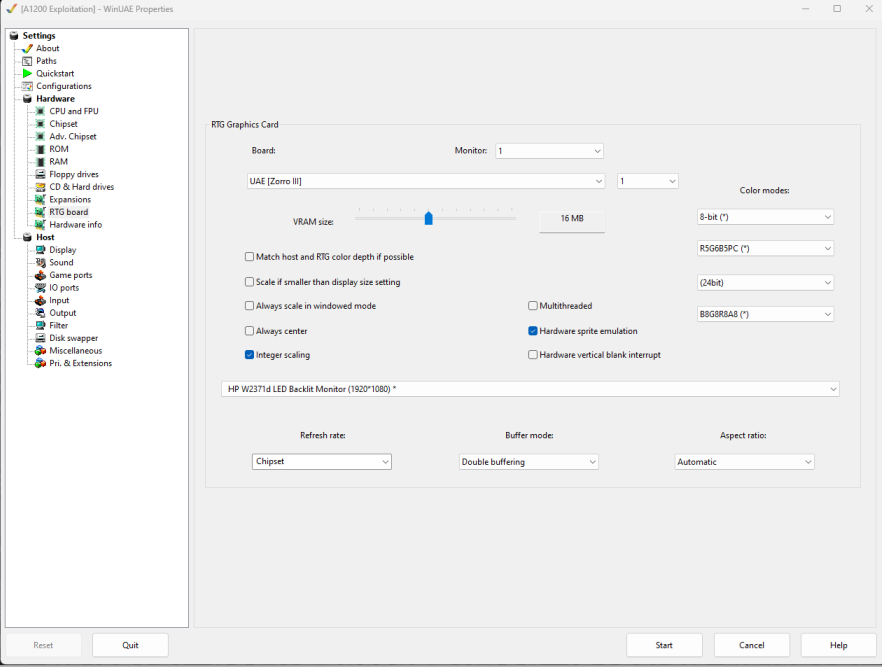 [A1200 Exploitation] - WinUAE Properties
Settings
About
Paths
Quickstart
Configurations
Hardware
CPU and FPU
Chipset
Adv. Chipset
ROM
RAM
Floppy drives
CD & Hard drives
Expansions
RTG board
Hardware info
Host
Display
Sound
Game ports
IO ports
Input
Output
Filter
Disk swapper
Miscellaneous
Pri. & Extensions
RTG Graphics Card
Board: Monitor: 1
UAE [Zorro III] 1
Color modes:
VRAM size: 16 MB
8-bit (*)
R5G6B5PC (*)
Match host and RTG color depth if possible
Scale if smaller than display size setting
(24bit)
Always scale in windowed mode Multithreaded
B8G8R8A8 (*)
Always center Hardware sprite emulation
Integer scaling Hardware vertical blank interrupt
HP W2371d LED Backlit Monitor (1920*1080) *
Refresh rate: Buffer mode: Aspect ratio:
Chipset Double buffering Automatic
Reset Quit Start Cancel Help